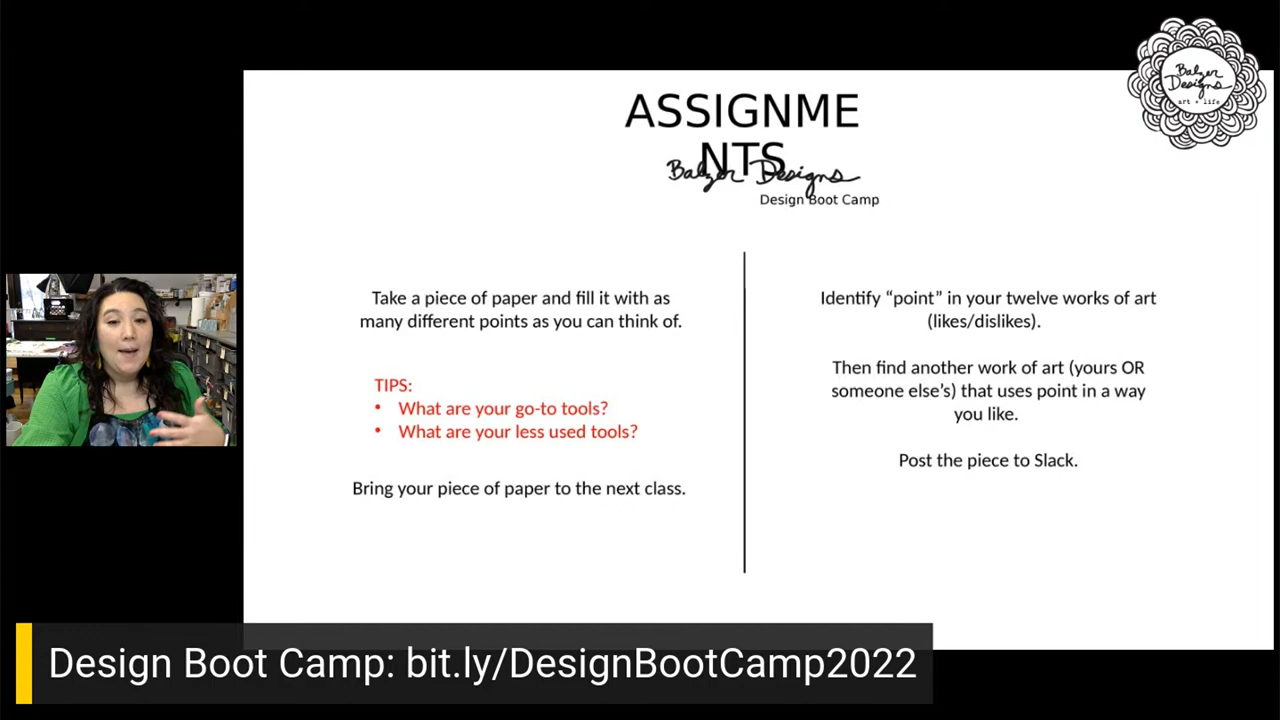 Balzer
Designs
art + life
ASSIGNME
NTS
Balzer Designs
Design Boot Camp
Take a piece of paper and fill it with as
many different points as you can think of.
TIPS:
• What are your go-to tools?
• What are your less used tools?
Bring your piece of paper to the next class.
Identify “point” in your twelve works of art
(likes/dislikes).
Then find another work of art (yours OR
someone else’s) that uses point in a way
you like.
Post the piece to Slack.
Design Boot Camp: bit.ly/DesignBootCamp2022